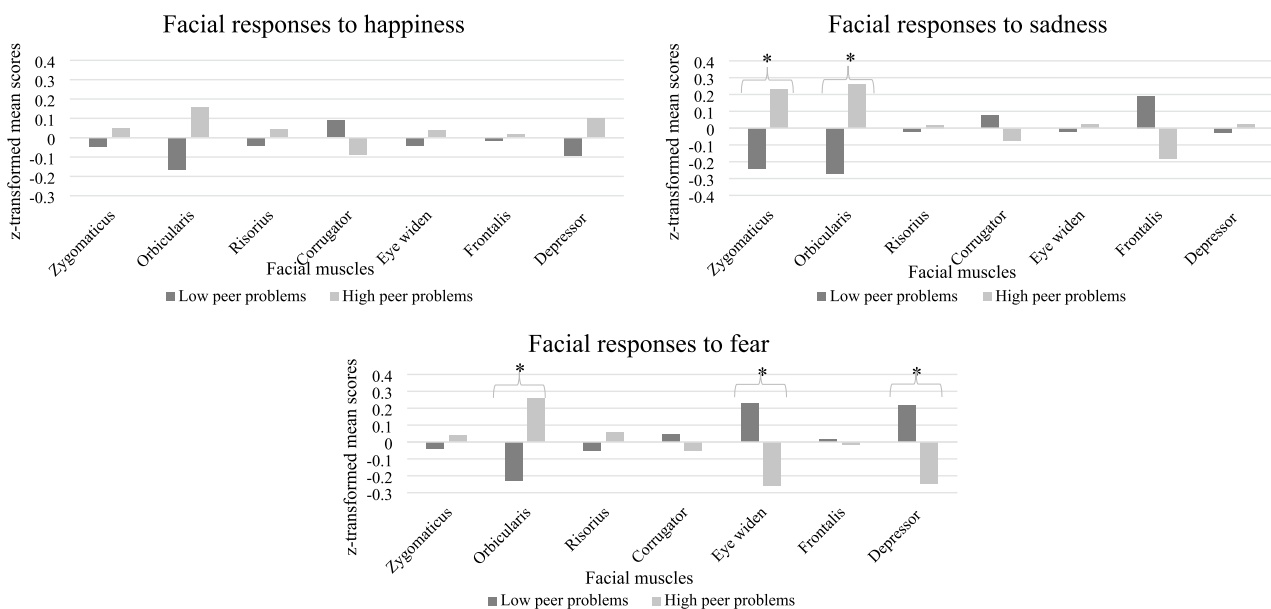 Facial responses to happiness
z-transformed mean scores
0.4
0.3
0.2
0.1
0
-0.1
-0.2
-0.3
Zygomaticus
Orbicularis
Risorius
Corrugator
Eye widen
Frontalis
Depressor
Facial muscles
Low peer problems
High peer problems
Facial responses to sadness
z-transformed mean scores
0.4
0.3
0.2
0.1
0
-0.1
-0.2
-0.3
-0.4
*
*
Zygomaticus
Orbicularis
Risorius
Corrugator
Eye widen
Frontalis
Depressor
Facial muscles
Low peer problems
High peer problems
Facial responses to fear
z-transformed mean scores
0.4
0.3
0.2
0.1
0
-0.1
-0.2
-0.3
*
*
*
Zygomaticus
Orbicularis
Risorius
Corrugator
Eye widen
Frontalis
Depressor
Facial muscles
Low peer problems
High peer problems